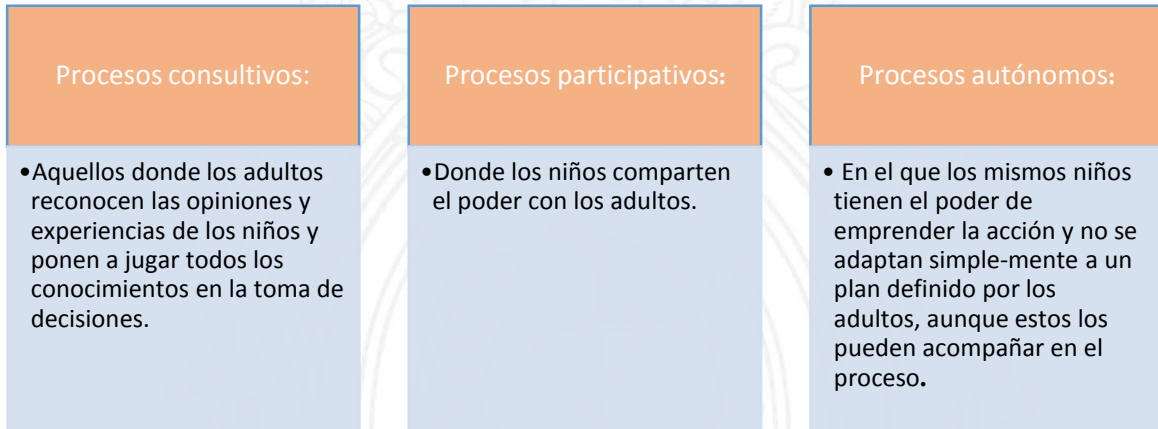 Procesos consultivos:
•Aquellos donde los adultos
reconocen las opiniones y
experiencias de los niños y
ponen a jugar todos los
conocimientos en la toma de
decisiones.
Procesos participativos:
•Donde los niños comparten
el poder con los adultos.
Procesos autónomos:
• En el que los mismos niños
tienen el poder de
emprender la acción y no se
adaptan simple-mente a un
plan definido por los
adultos, aunque estos los
pueden acompañar en el
proceso.